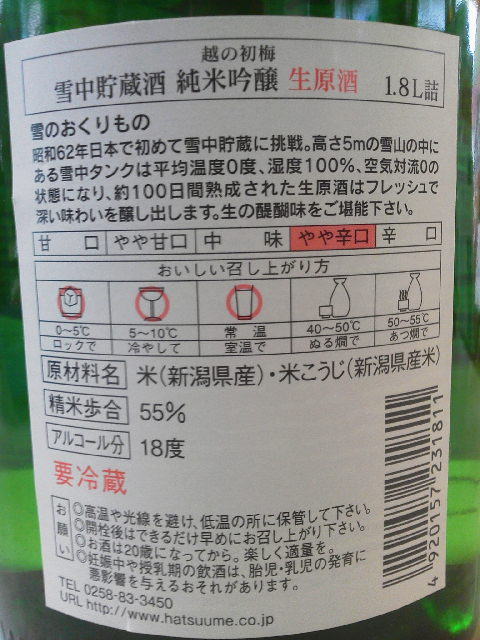 越の初梅
雪中貯蔵酒 純米吟醸 生原酒 1.8L詰
雪のおくりもの
昭和62年日本で初めて雪中貯蔵に挑戦。高さ5mの雪山の中に
ある雪中タンクは平均温度0度、湿度100%、空気対流0の
状態になり、約100日間熟成された生原酒はフレッシュで
深い味わいを醸し出します。生の醍醐味をご堪能下さい。
甘口 やや甘口 中味 やや辛口 辛口
おいしい召し上がり方
0〜5℃ 5〜10℃ 常温 40〜50℃ 50〜55℃
ロックで 冷やして 室温で ぬる燗で あつ燗で
原材料名 米(新潟県産)・米こうじ(新潟県産米)
精米歩合 55%
アルコール分 18度
要冷蔵
お願い
◎高温や光線を避け、低温の所に保管して下さい。
◎開栓後はできるだけ早めにお召し上がり下さい。
◎お酒は20歳になってから。楽しく適量を。
◎妊娠中や授乳期の飲酒は、胎児・乳児の発育に
悪影響を与えるおそれがあります。
TEL 0258-83-3450
URL http://www.hatsuume.co.jp
4920157231811